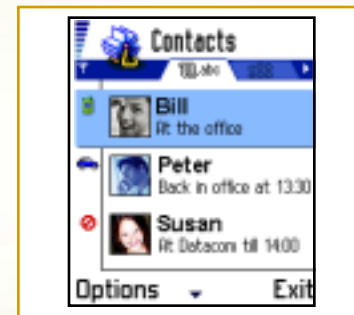 Contacts
abc
Bill
At the office
Peter
Back in office at 13:30
Susan
At Datacom till 14:00
Options
Exit